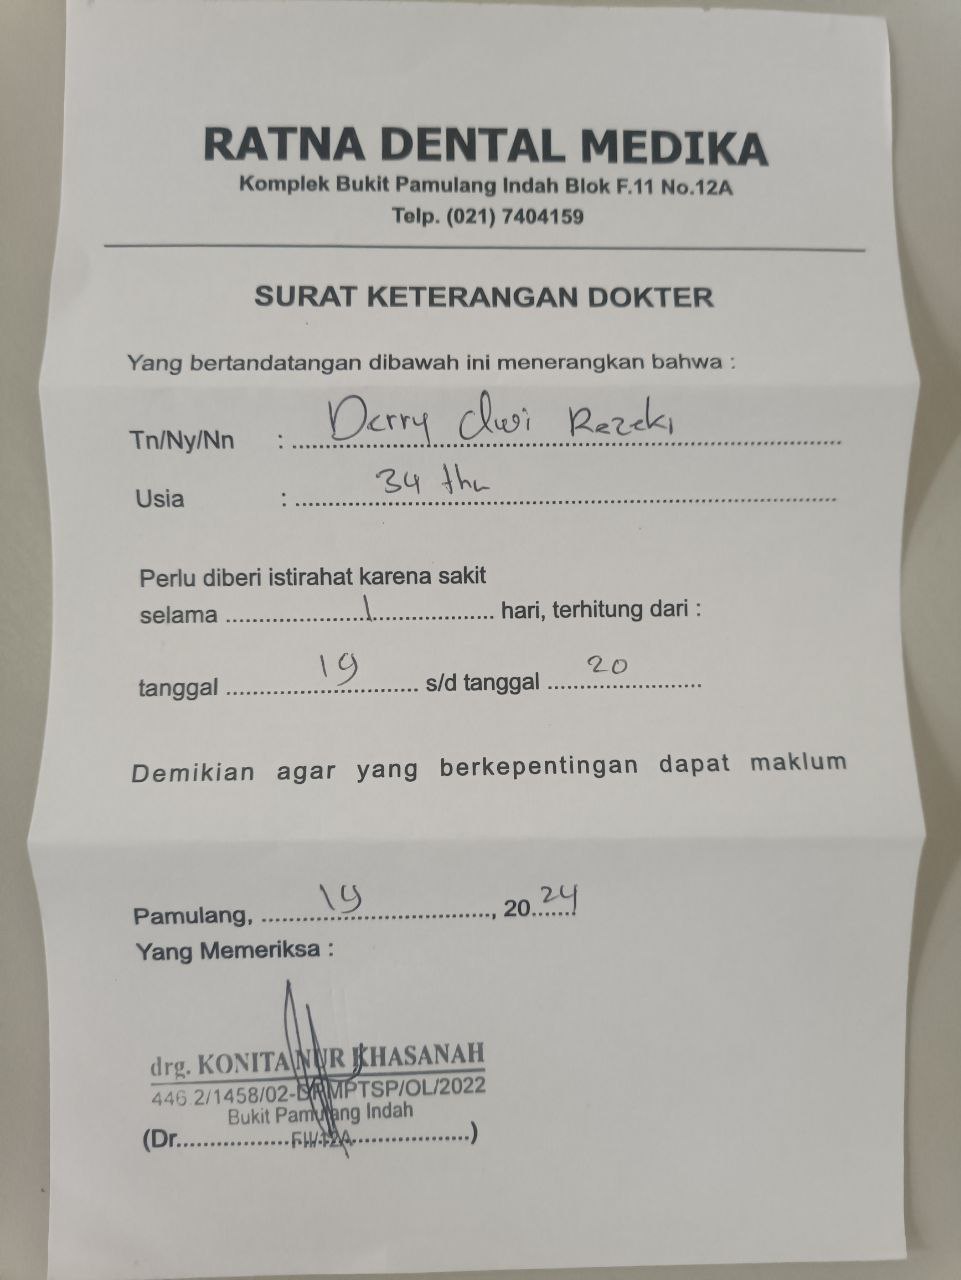 RATNA DENTAL MEDIKA
Komplek Bukit Pamulang Indah Blok F.11 No.12A
Telp. (021) 7404159
SURAT KETERANGAN DOKTER
Yang bertandatangan dibawah ini menerangkan bahwa :
Tn/Ny/Nn : Derry dwi Rezeki
Usia : 34 thn
Perlu diberi istirahat karena sakit
selama 1 hari, terhitung dari :
tanggal 19 s/d tanggal 20
Demikian agar yang berkepentingan dapat maklum
Pamulang, 19, 2024
Yang Memeriksa :
drg. KONITA NUR KHASANAH
446.2/1458/02-DPMPTSP/OL/2022
Bukit Pamulang Indah
(Dr. FII/12A )